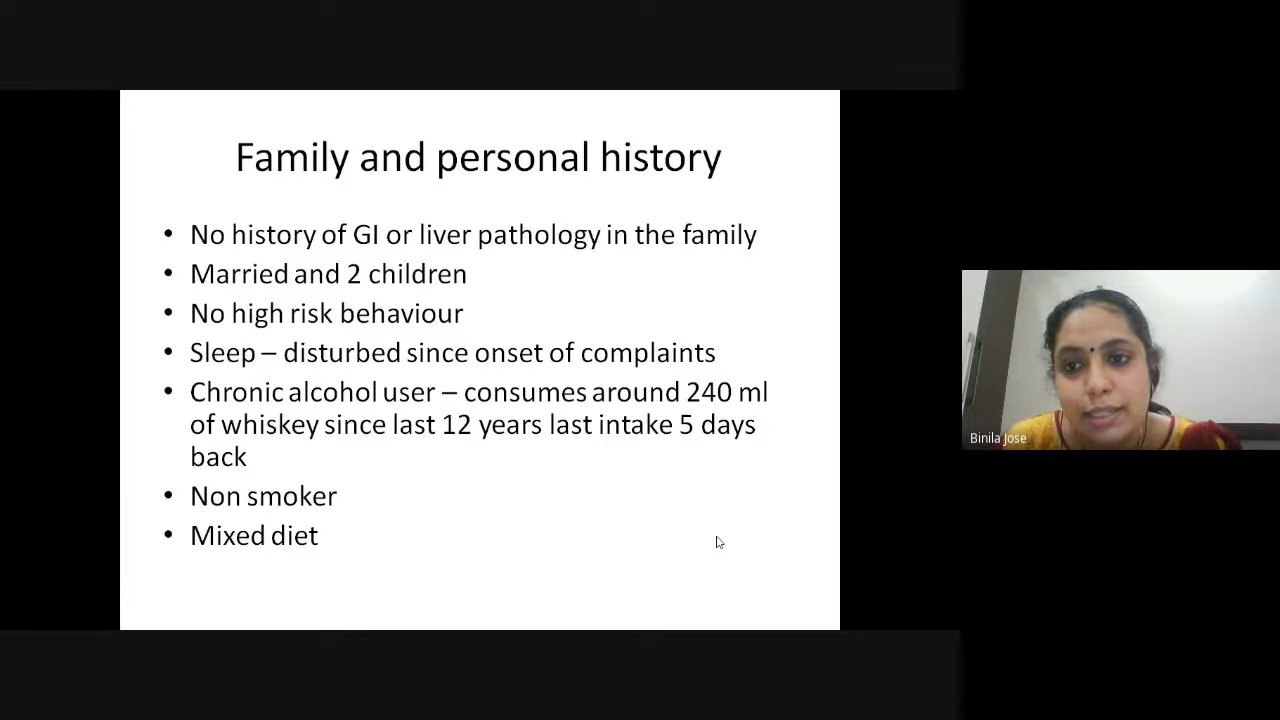 Family and personal history
• No history of GI or liver pathology in the family
• Married and 2 children
• No high risk behaviour
• Sleep – disturbed since onset of complaints
• Chronic alcohol user – consumes around 240 ml
of whiskey since last 12 years last intake 5 days
back
• Non smoker
• Mixed diet
Binila Jose